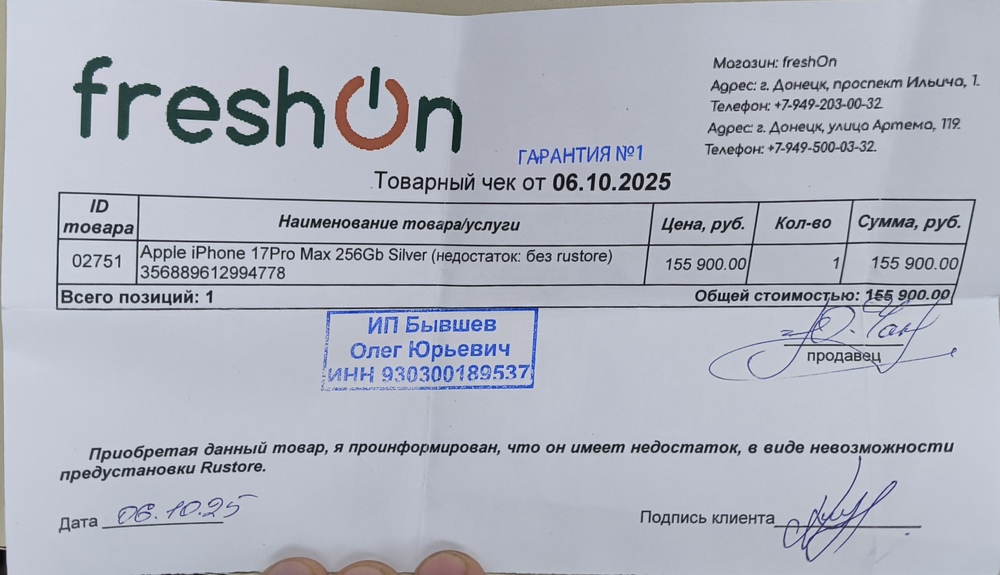 freshOn
Магазин: freshOn
Адрес: г. Донецк, проспект Ильича, 1.
Телефон: +7-949-203-00-32
Адрес: г. Донецк, улица Артема, 119.
Телефон: +7-949-500-03-32.
ГАРАНТИЯ №1
Товарный чек от 06.10.2025
ID товара Наименование товара/услуги Цена, руб. Кол-во Сумма, руб.
02751 Apple iPhone 17Pro Max 256Gb Silver (недостаток: без rustore) 155 900.00 1 155 900.00
356889612994778
Всего позиций: 1 Общей стоимостью: 155 900.00
ИП Бывшев
Олег Юрьевич
ИНН 930300189537
продавец
Приобретая данный товар, я проинформирован, что он имеет недостаток, в виде невозможности
предустановки Rustore.
Дата 06.10.25
Подпись клиента